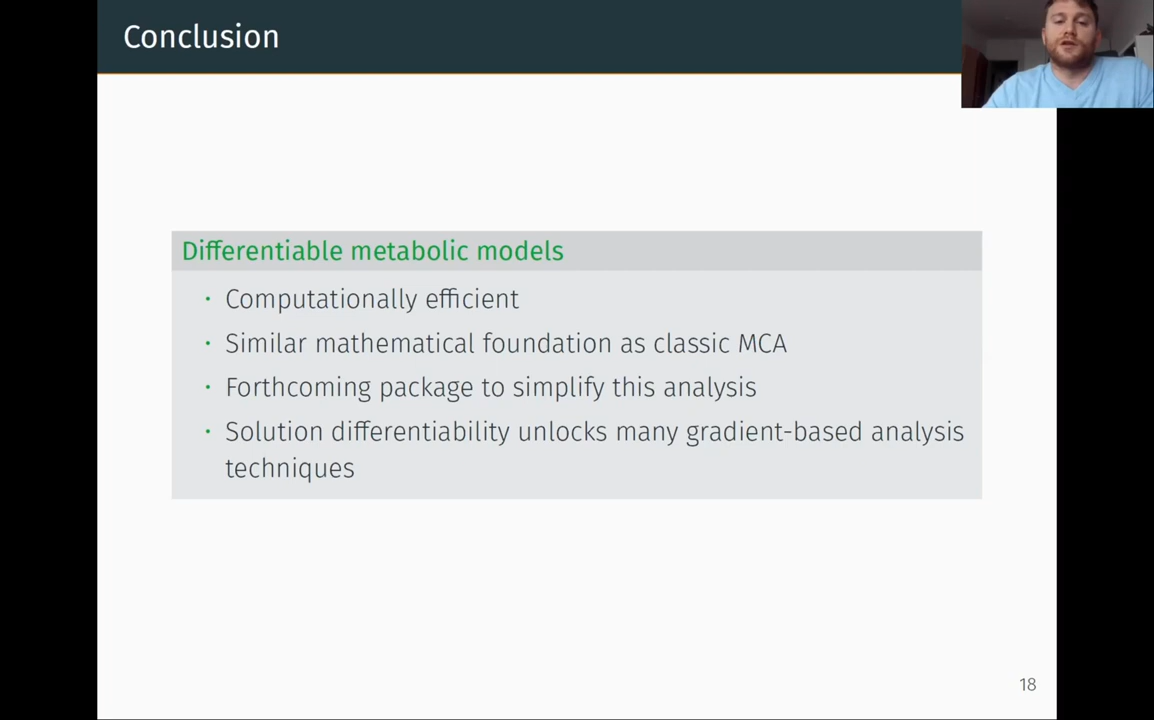 Conclusion
Differentiable metabolic models
· Computationally efficient
· Similar mathematical foundation as classic MCA
· Forthcoming package to simplify this analysis
· Solution differentiability unlocks many gradient-based analysis
techniques
18